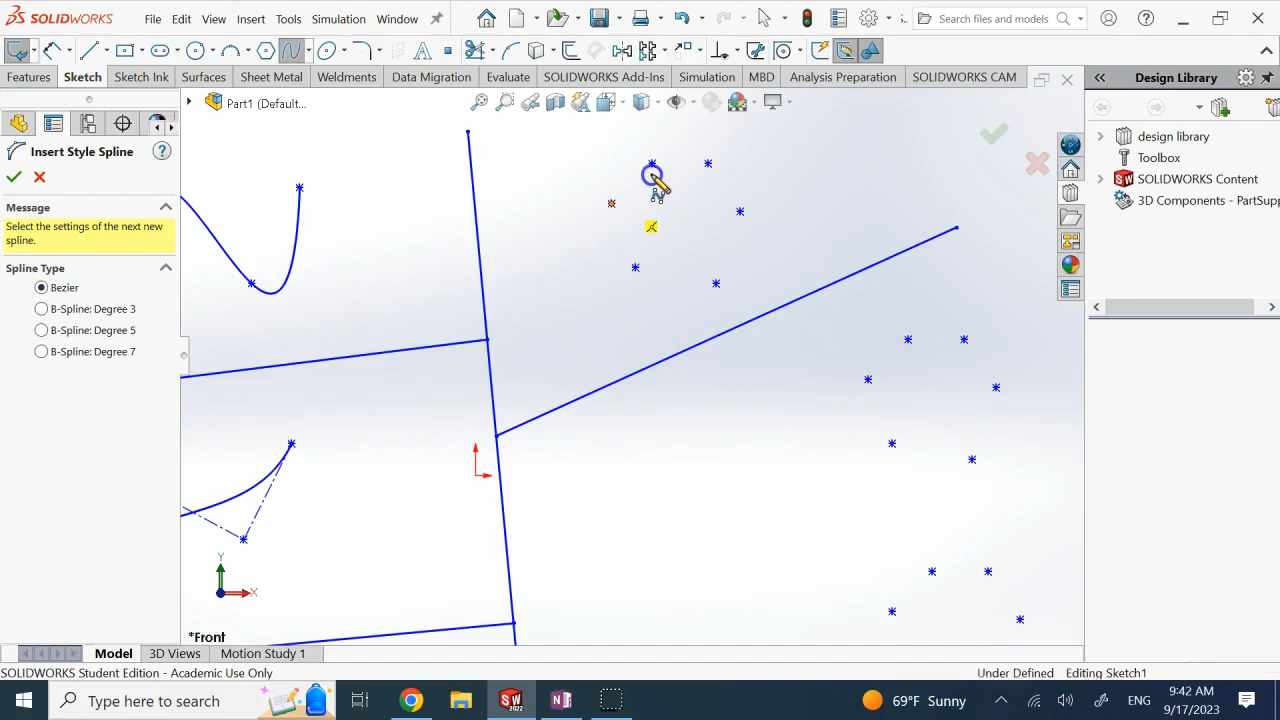 SOLIDWORKS File Edit View Insert Tools Simulation Window Search files and models
Features Sketch Sketch Ink Surfaces Sheet Metal Weldments Data Migration Evaluate SOLIDWORKS Add-Ins Simulation MBD Analysis Preparation SOLIDWORKS CAM
Design Library
Part1 (Default...
Insert Style Spline
Message
Select the settings of the next new
spline.
Spline Type
Bezier
B-Spline: Degree 3
B-Spline: Degree 5
B-Spline: Degree 7
design library
Toolbox
SOLIDWORKS Content
3D Components - PartSupp
Y
X
*Front
Model 3D Views Motion Study 1
SOLIDWORKS Student Edition - Academic Use Only Under Defined Editing Sketch1
Type here to search 69°F Sunny ENG 9:42 AM
9/17/2023